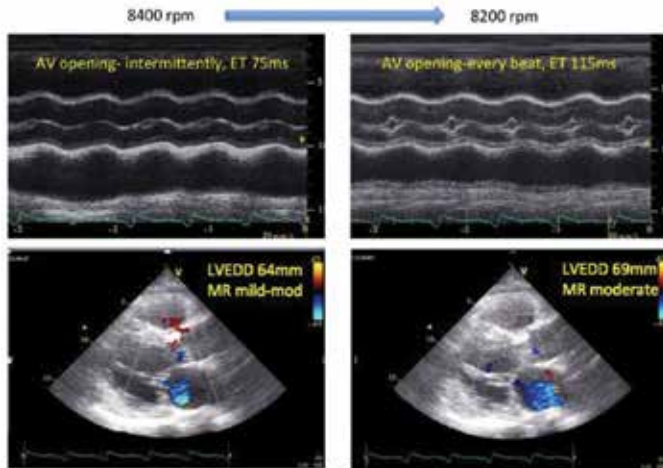 8400 rpm
8200 rpm
AV opening- intermittently, ET 75ms
AV opening-every beat, ET 115ms
LVEDD 64mm
MR mild-mod
LVEDD 69mm
MR moderate